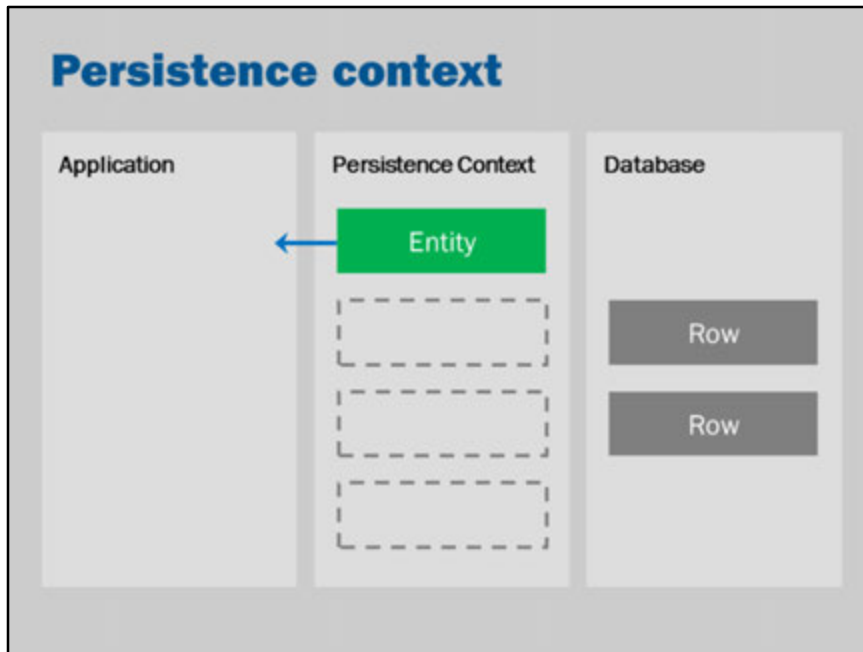 Persistence context
Application
Persistence Context
Database
Entity
Row
Row